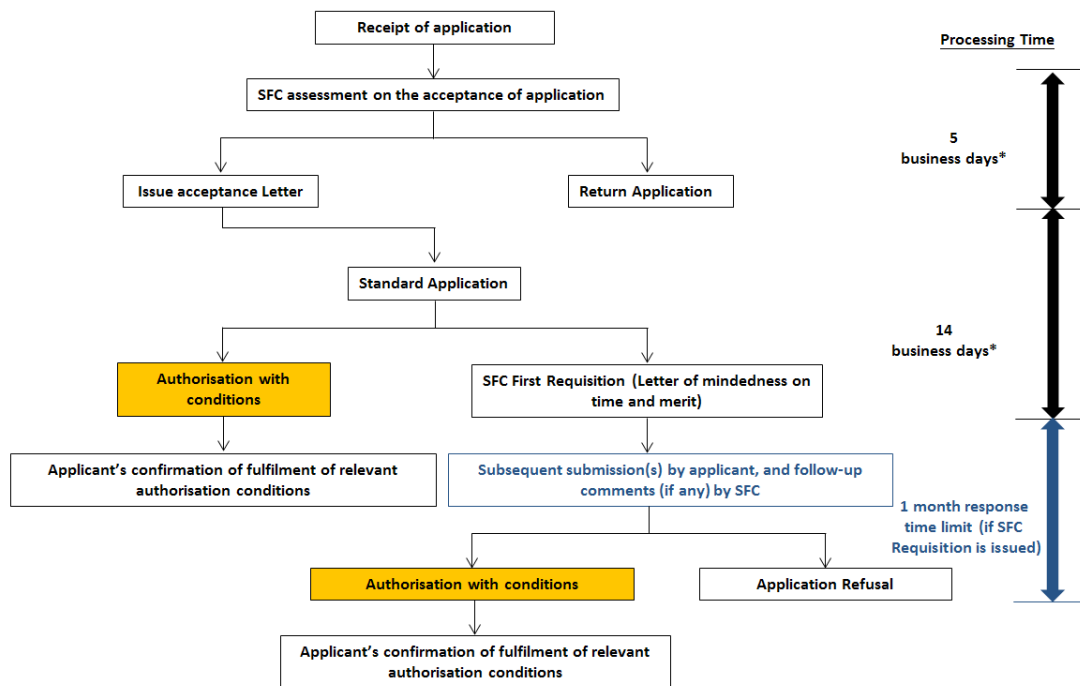 Receipt of application
Processing Time
SFC assessment on the acceptance of application
5
business days*
Issue acceptance Letter
Return Application
Standard Application
14
business days*
Authorisation with
conditions
SFC First Requisition (Letter of mindedness on
time and merit)
Applicant's confirmation of fulfilment of relevant
authorisation conditions
Subsequent submission(s) by applicant, and follow-up
comments (if any) by SFC
1 month response
time limit (if SFC
Requisition is issued)
Authorisation with conditions
Application Refusal
Applicant's confirmation of fulfilment of relevant
authorisation conditions